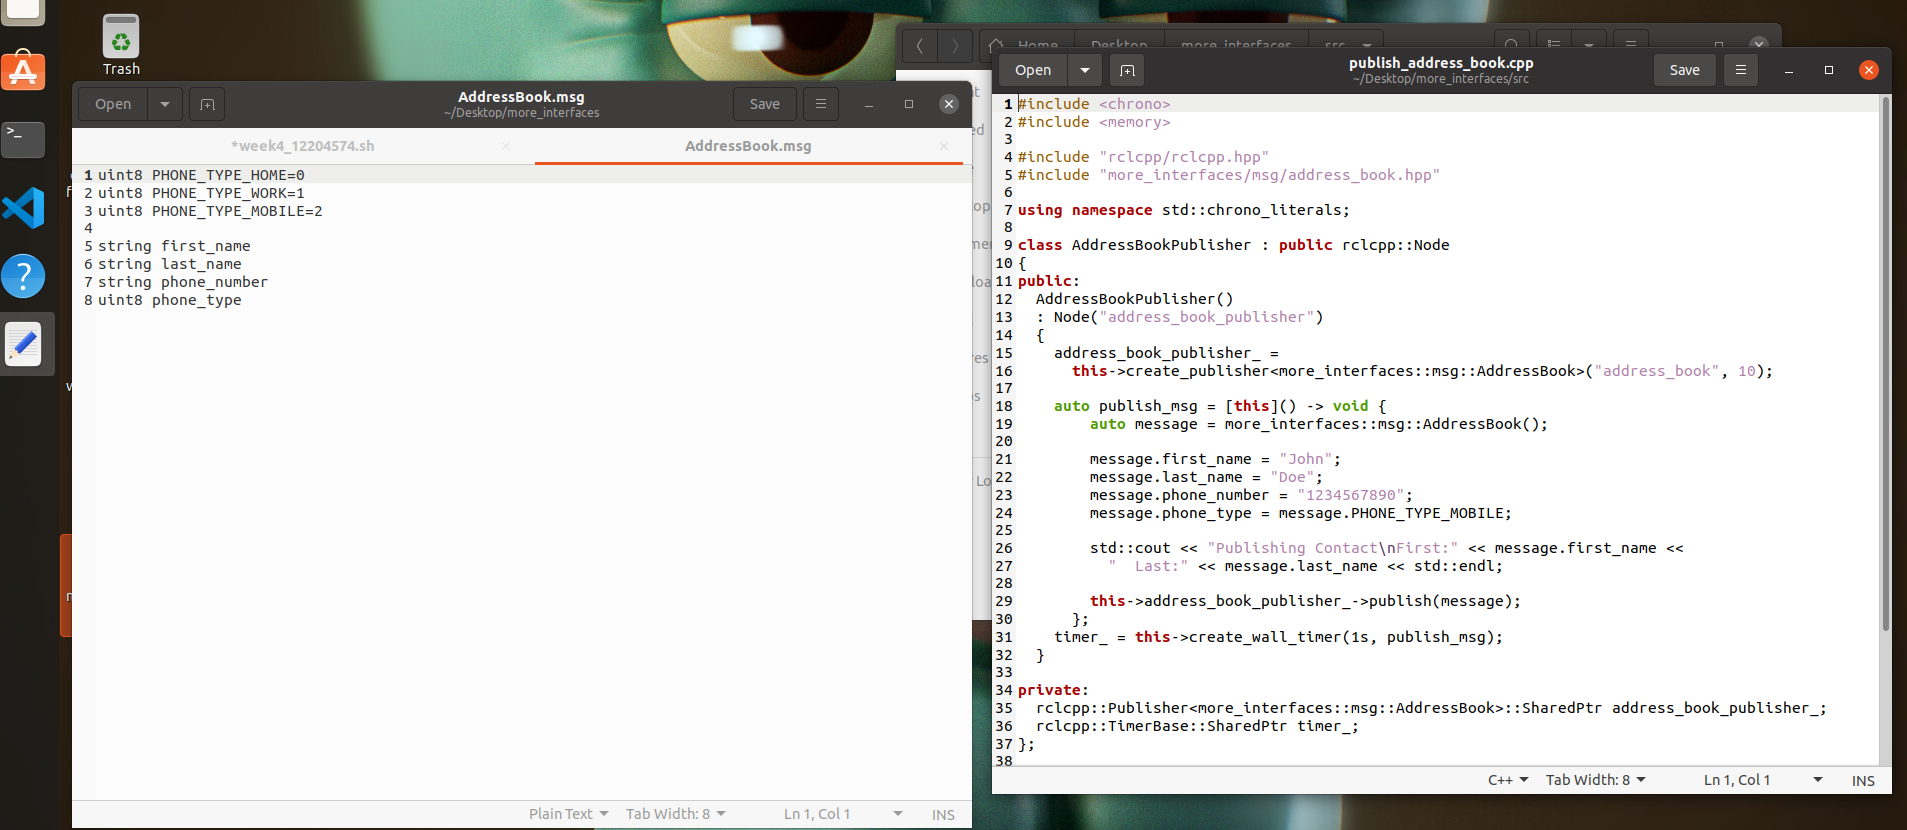 Trash
Home
Desktop
more_interfaces
src
Open
AddressBook.msg
~/Desktop/more_interfaces
Save
*week4_12204574.sh
AddressBook.msg
1 uint8 PHONE_TYPE_HOME=0
2 uint8 PHONE_TYPE_WORK=1
3 uint8 PHONE_TYPE_MOBILE=2
4
5 string first_name
6 string last_name
7 string phone_number
8 uint8 phone_type
Plain Text
Tab Width: 8
Ln 1, Col 1
INS
Open
publish_address_book.cpp
~/Desktop/more_interfaces/src
Save
1 #include <chrono>
2 #include <memory>
3
4 #include "rclcpp/rclcpp.hpp"
5 #include "more_interfaces/msg/address_book.hpp"
6
7 using namespace std::chrono_literals;
8
9 class AddressBookPublisher : public rclcpp::Node
10 {
11 public:
12   AddressBookPublisher()
13   : Node("address_book_publisher")
14   {
15     address_book_publisher_ =
16       this->create_publisher<more_interfaces::msg::AddressBook>("address_book", 10);
17
18     auto publish_msg = [this]() -> void {
19         auto message = more_interfaces::msg::AddressBook();
20
21         message.first_name = "John";
22         message.last_name = "Doe";
23         message.phone_number = "1234567890";
24         message.phone_type = message.PHONE_TYPE_MOBILE;
25
26         std::cout << "Publishing Contact\nFirst:" << message.first_name <<
27           "  Last:" << message.last_name << std::endl;
28
29         this->address_book_publisher_->publish(message);
30       };
31     timer_ = this->create_wall_timer(1s, publish_msg);
32   }
33
34 private:
35   rclcpp::Publisher<more_interfaces::msg::AddressBook>::SharedPtr address_book_publisher_;
36   rclcpp::TimerBase::SharedPtr timer_;
37 };
38
C++
Tab Width: 8
Ln 1, Col 1
INS